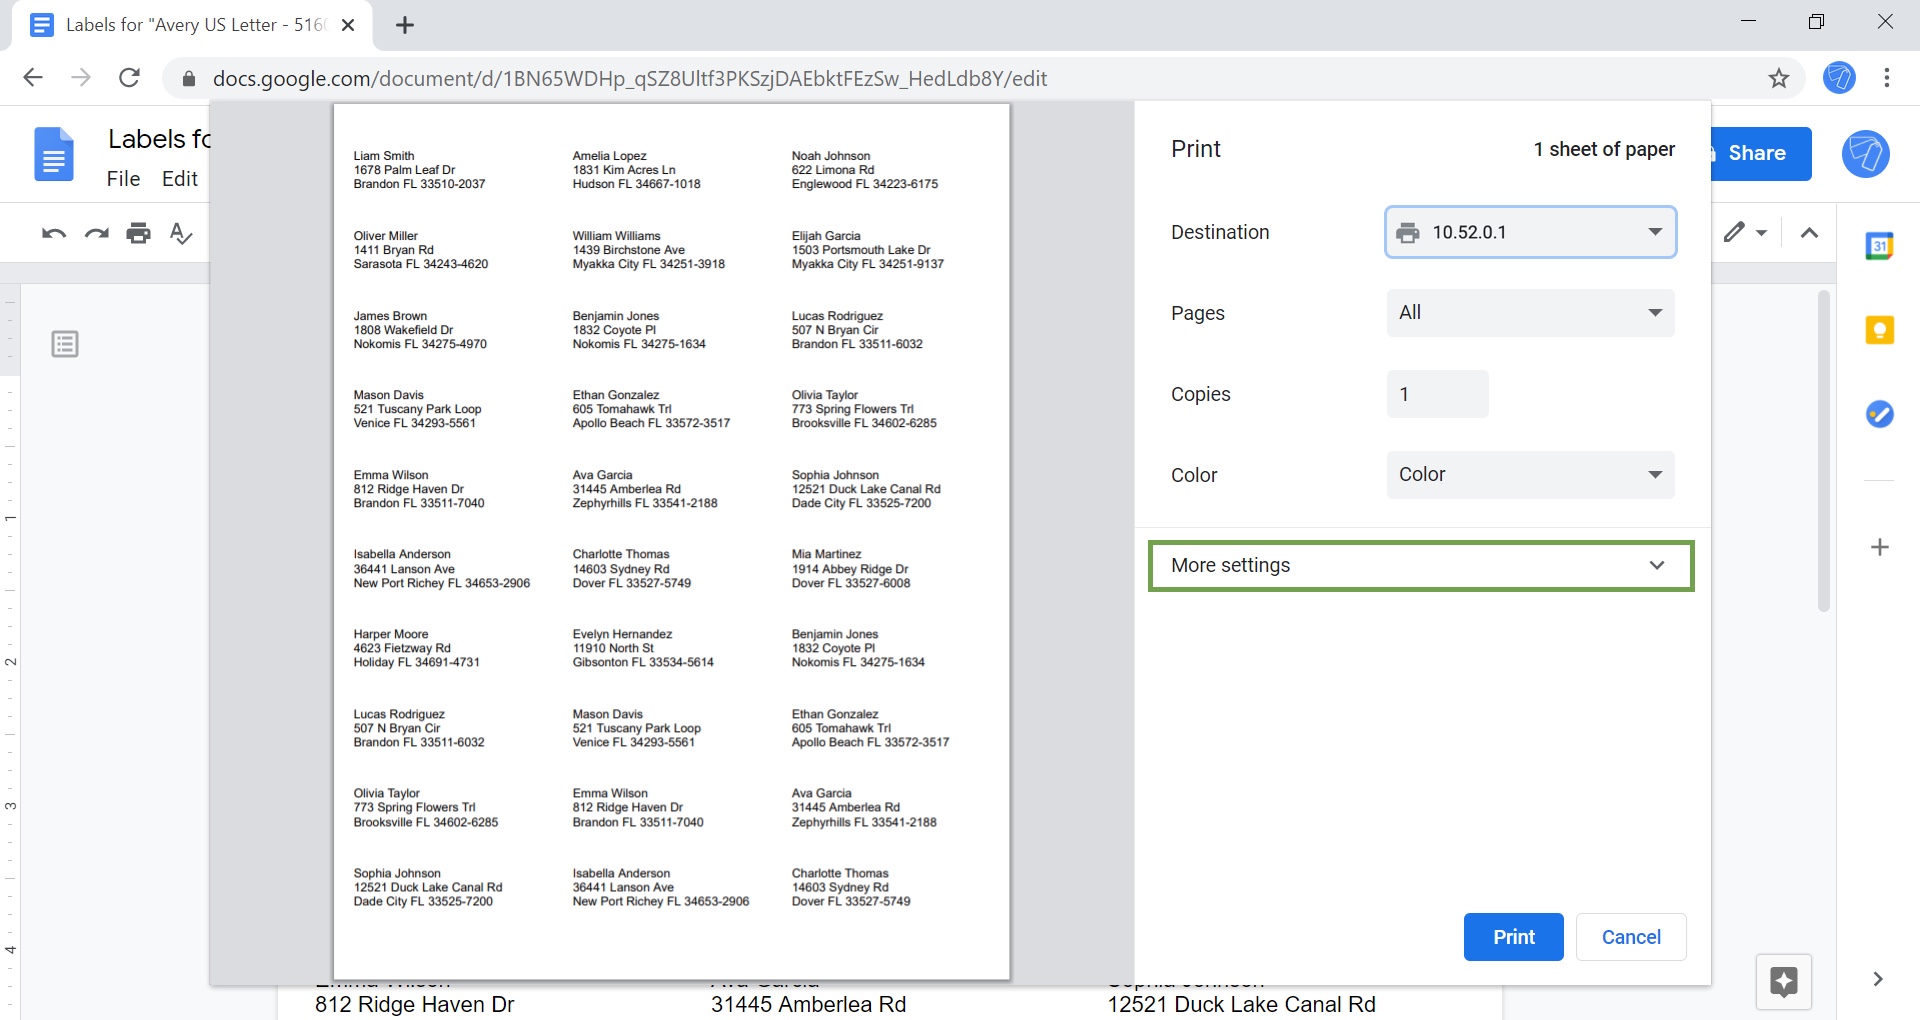 Labels for "Avery US Letter - 516
docs.google.com/document/d/1BN65WDHp_qSZ8Ultf3PKSzjDAEbktFEzSw_HedLdb8Y/edit
Labels fo
File Edit
Share
31
1
2
3
4
Liam Smith
1678 Palm Leaf Dr
Brandon FL 33510-2037
Amelia Lopez
1831 Kim Acres Ln
Hudson FL 34667-1018
Noah Johnson
622 Limona Rd
Englewood FL 34223-6175
Oliver Miller
1411 Bryan Rd
Sarasota FL 34243-4620
William Williams
1439 Birchstone Ave
Myakka City FL 34251-3918
Elijah Garcia
1503 Portsmouth Lake Dr
Myakka City FL 34251-9137
James Brown
1808 Wakefield Dr
Nokomis FL 34275-4970
Benjamin Jones
1832 Coyote Pl
Nokomis FL 34275-1634
Lucas Rodriguez
507 N Bryan Cir
Brandon FL 33511-6032
Mason Davis
521 Tuscany Park Loop
Venice FL 34293-5561
Ethan Gonzalez
605 Tomahawk Trl
Apollo Beach FL 33572-3517
Olivia Taylor
773 Spring Flowers Trl
Brooksville FL 34602-6285
Emma Wilson
812 Ridge Haven Dr
Brandon FL 33511-7040
Ava Garcia
31445 Amberlea Rd
Zephyrhills FL 33541-2188
Sophia Johnson
12521 Duck Lake Canal Rd
Dade City FL 33525-7200
Isabella Anderson
36441 Lanson Ave
New Port Richey FL 34653-2906
Charlotte Thomas
14603 Sydney Rd
Dover FL 33527-5749
Mia Martinez
1914 Abbey Ridge Dr
Dover FL 33527-6008
Harper Moore
4623 Fietzway Rd
Holiday FL 34691-4731
Evelyn Hernandez
11910 North St
Gibsonton FL 33534-5614
Benjamin Jones
1832 Coyote Pl
Nokomis FL 34275-1634
Lucas Rodriguez
507 N Bryan Cir
Brandon FL 33511-6032
Mason Davis
521 Tuscany Park Loop
Venice FL 34293-5561
Ethan Gonzalez
605 Tomahawk Trl
Apollo Beach FL 33572-3517
Olivia Taylor
773 Spring Flowers Trl
Brooksville FL 34602-6285
Emma Wilson
812 Ridge Haven Dr
Brandon FL 33511-7040
Ava Garcia
31445 Amberlea Rd
Zephyrhills FL 33541-2188
Sophia Johnson
12521 Duck Lake Canal Rd
Dade City FL 33525-7200
Isabella Anderson
36441 Lanson Ave
New Port Richey FL 34653-2906
Charlotte Thomas
14603 Sydney Rd
Dover FL 33527-5749
Print 1 sheet of paper
Destination 10.52.0.1
Pages All
Copies 1
Color Color
More settings
Print Cancel
812 Ridge Haven Dr 31445 Amberlea Rd 12521 Duck Lake Canal Rd